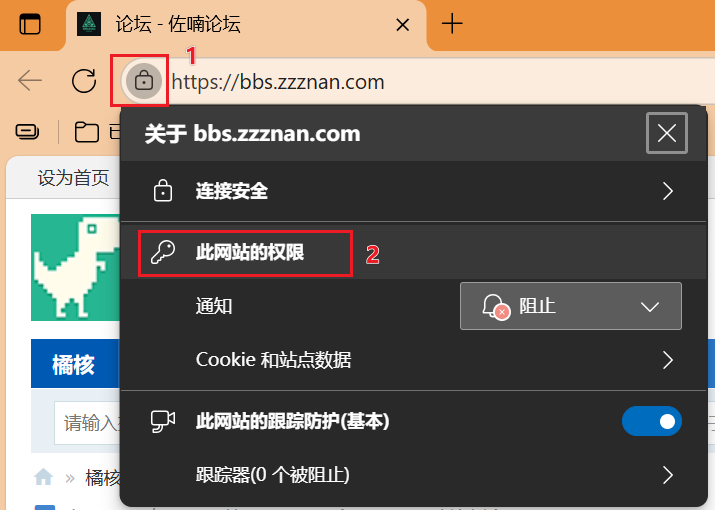 论坛 - 佐喃论坛
1
https://bbs.zzznan.com
已
关于 bbs.zzznan.com
设为首页
连接安全
此网站的权限
2
通知
阻止
橘核
Cookie 和站点数据
请输入
此网站的跟踪防护(基本)
» 橘核
跟踪器(0 个被阻止)